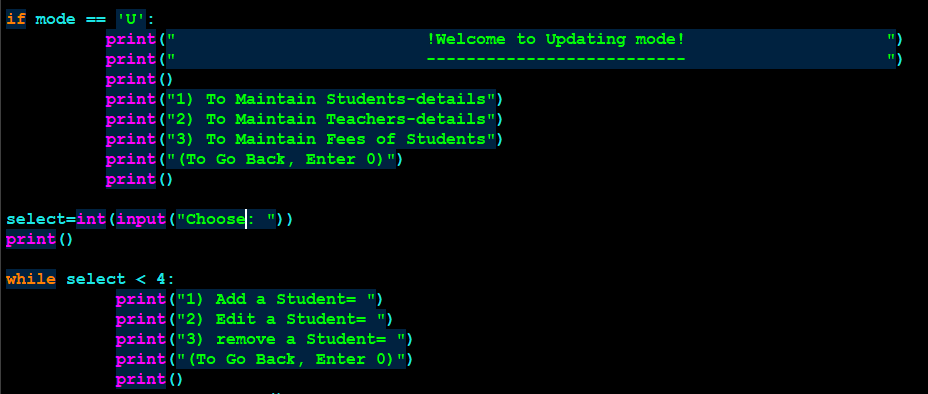 if mode == 'U':
print("                         !Welcome to Updating mode!                    ")
print("                         --------------------------                    ")
print()
print("1) To Maintain Students-details")
print("2) To Maintain Teachers-details")
print("3) To Maintain Fees of Students")
print("(To Go Back, Enter 0)")
print()
select=int(input("Choose: "))
print()
while select < 4:
print("1) Add a Student= ")
print("2) Edit a Student= ")
print("3) remove a Student= ")
print("(To Go Back, Enter 0)")
print()